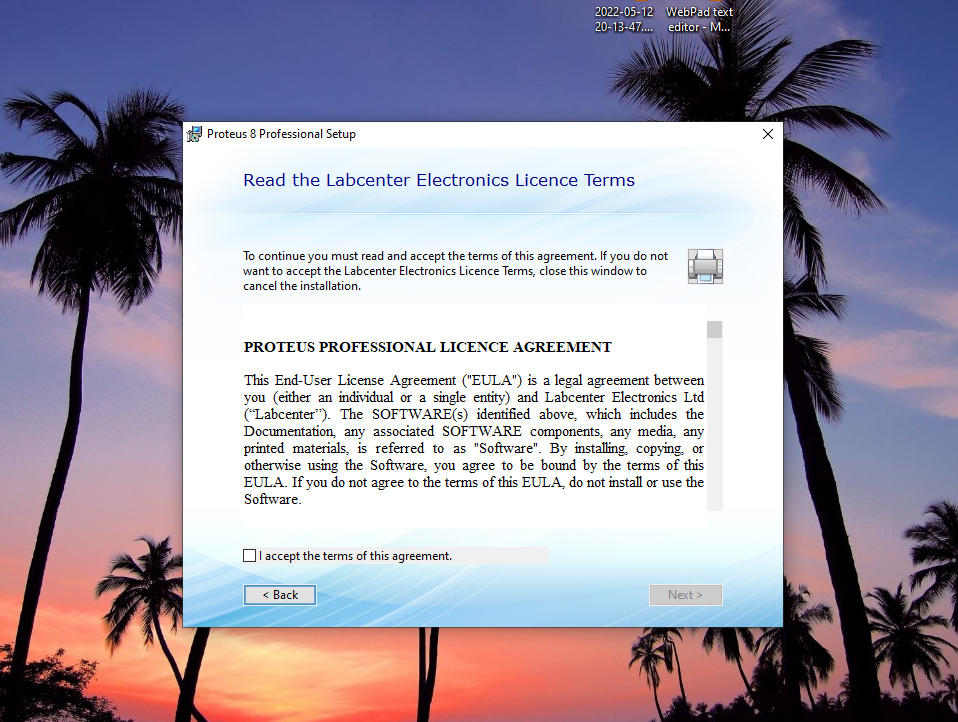 2022-05-12 WebPad text
20-13-47.... editor - M...
Proteus 8 Professional Setup
Read the Labcenter Electronics Licence Terms
To continue you must read and accept the terms of this agreement. If you do not
want to accept the Labcenter Electronics Licence Terms, close this window to
cancel the installation.
PROTEUS PROFESSIONAL LICENCE AGREEMENT
This End-User License Agreement ("EULA") is a legal agreement between
you (either an individual or a single entity) and Labcenter Electronics Ltd
(“Labcenter”). The SOFTWARE(s) identified above, which includes the
Documentation, any associated SOFTWARE components, any media, any
printed materials, is referred to as "Software". By installing, copying, or
otherwise using the Software, you agree to be bound by the terms of this
EULA. If you do not agree to the terms of this EULA, do not install or use the
Software.
I accept the terms of this agreement.
< Back
Next >